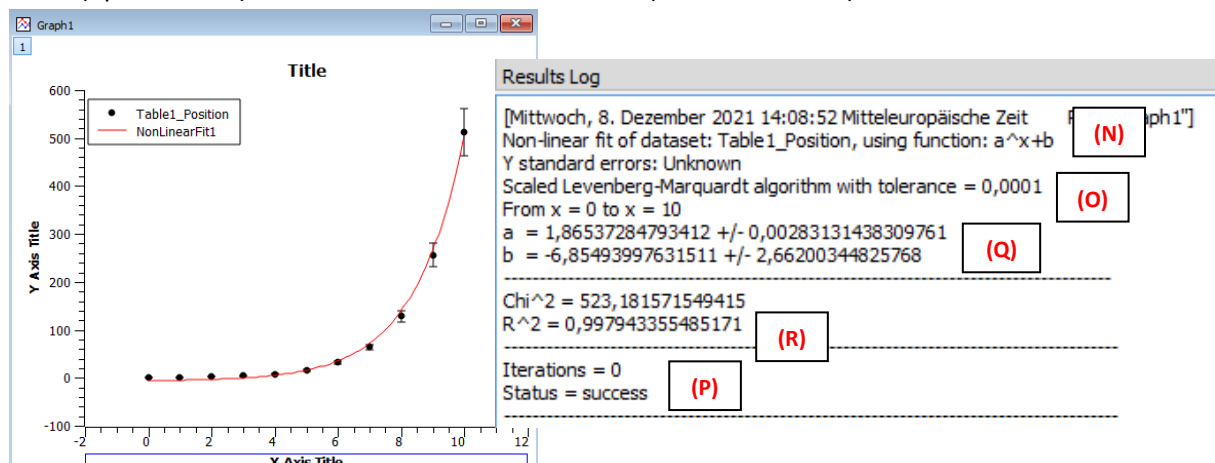 Graph1
1
Title
Table1_Position
NonLinearFit1
600
500
400
300
200
100
0
-100
Y Axis Title
-2 0 2 4 6 8 10 12
X Axis Title
Results Log
[Mittwoch, 8. Dezember 2021 14:08:52 Mitteleuropäische Zeit aph1"]
(N)
Non-linear fit of dataset: Table1_Position, using function: a^x+b
Y standard errors: Unknown
Scaled Levenberg-Marquardt algorithm with tolerance = 0,0001
(O)
From x = 0 to x = 10
a = 1,86537284793412 +/- 0,00283131438309761
(Q)
b = -6,85493997631511 +/- 2,66200344825768
Chi^2 = 523,181571549415
R^2 = 0,997943355485171
(R)
Iterations = 0
Status = success
(P)